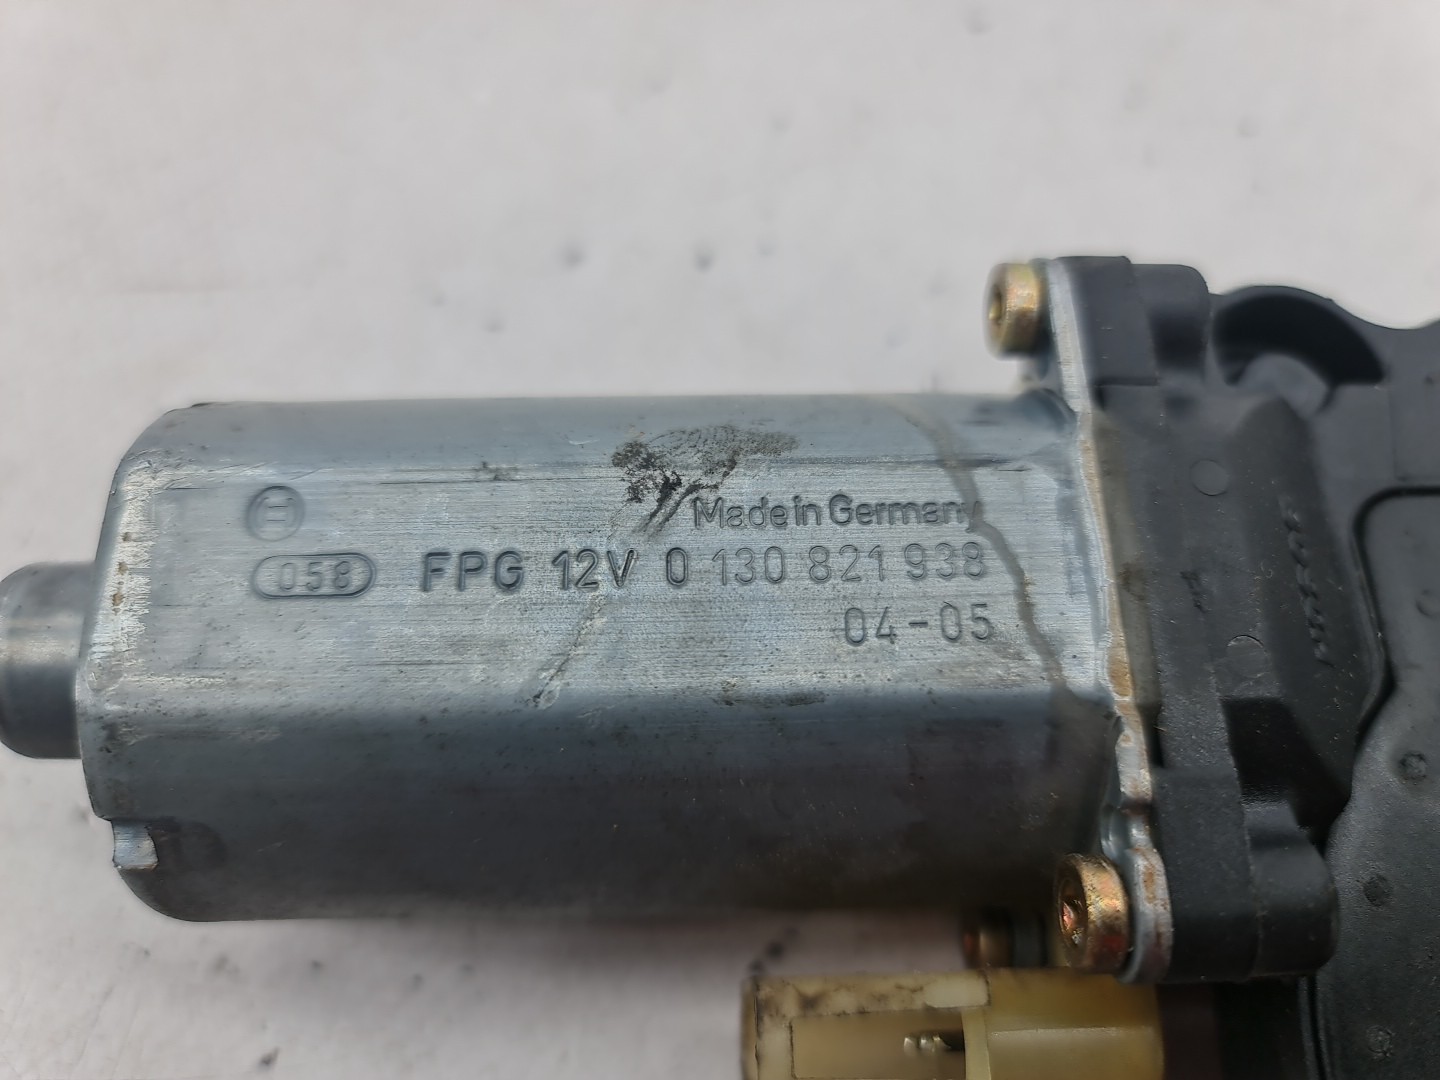 Made in Germany
058 FPG 12V 0 130 821 938
04-05